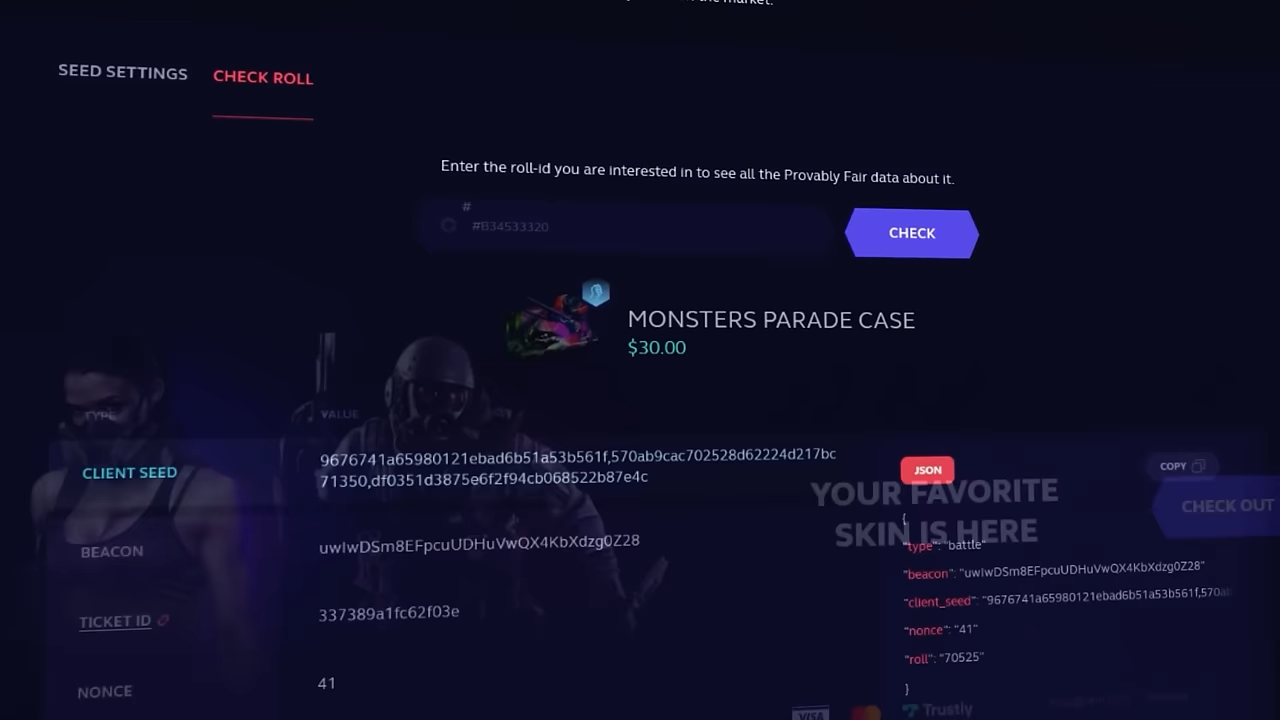 SEED SETTINGS
CHECK ROLL
Enter the roll-id you are interested in to see all the Provably Fair data about it.
#
#B34533320
CHECK
MONSTERS PARADE CASE
$30.00
TYPE
VALUE
CLIENT SEED
9676741a65980121ebad6b51a53b561f,570ab9cac702528d62224d217bc
71350,df0351d3875e6f2f94cb068522b87e4c
BEACON
uwIwDSm8EFpcuUDHuVwQX4KbXdzg0Z28
TICKET ID
337389a1fc62f03e
NONCE
41
JSON
COPY
YOUR FAVORITE
SKIN IS HERE
CHECK OUT
{
"type": "battle"
"beacon": "uwIwDSm8EFpcuUDHuVwQX4KbXdzg0Z28"
"client_seed": "9676741a65980121ebad6b51a53b561f,570a
"nonce": "41"
"roll": "70525"
}
VISA
Trustly